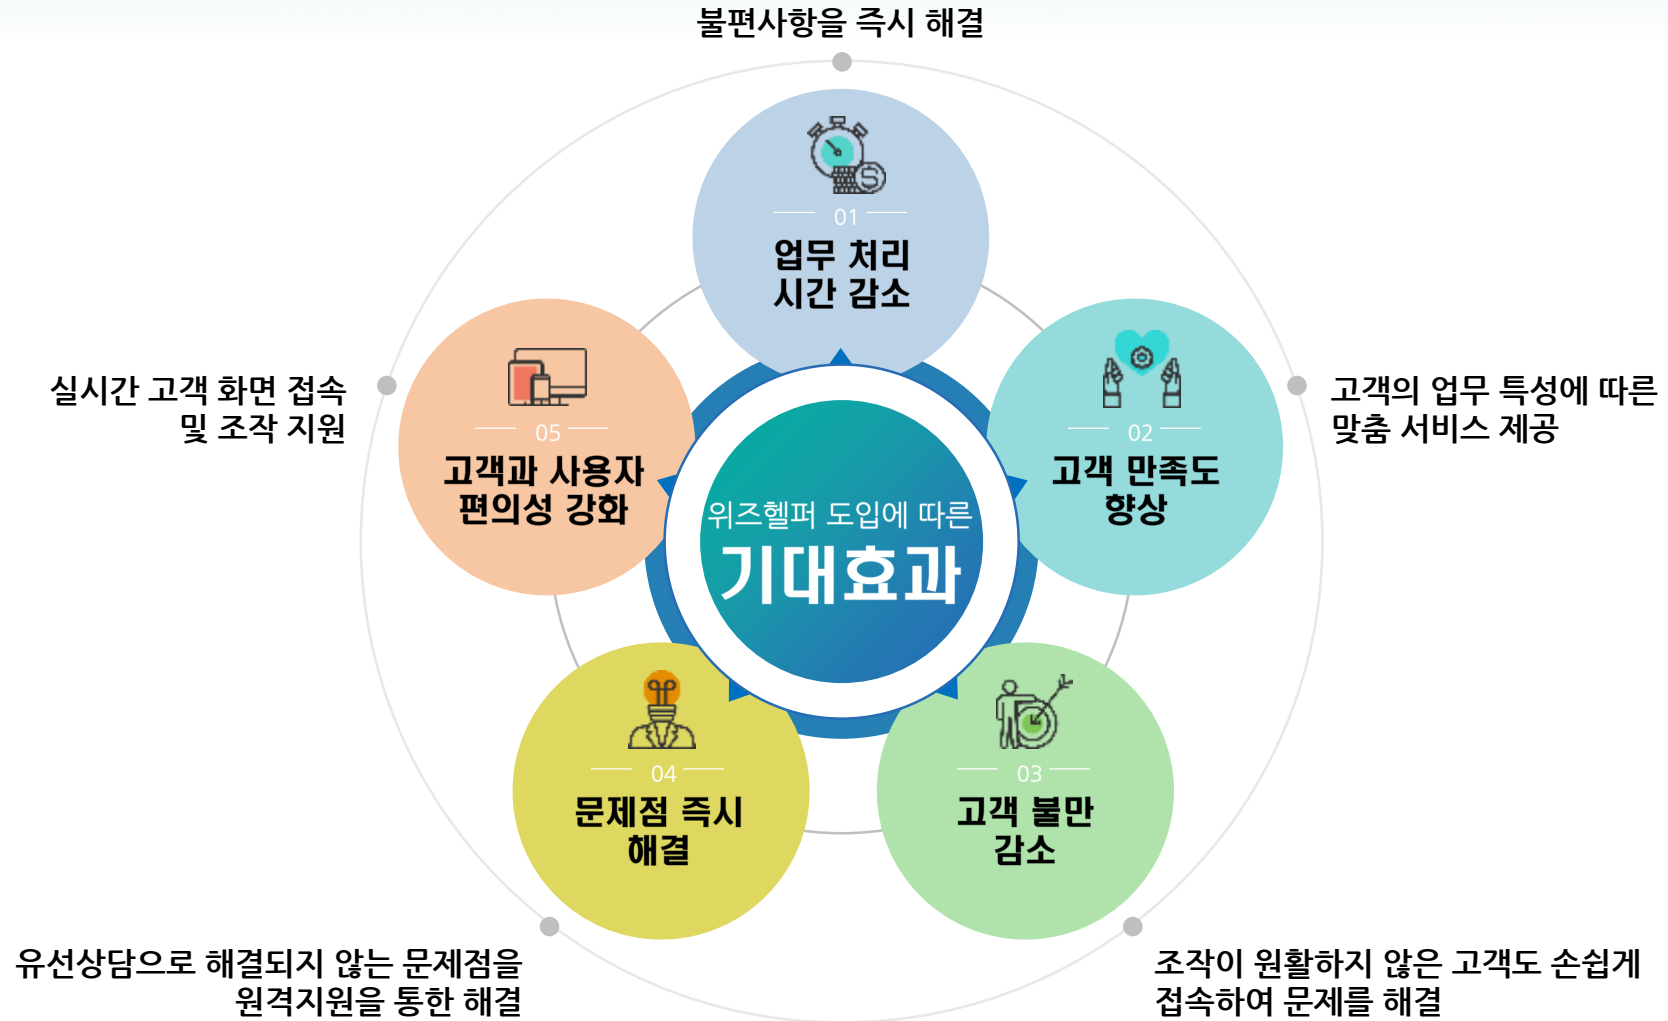 불편사항을 즉시 해결
01
업무 처리
시간 감소
고객의 업무 특성에 따른
맞춤 서비스 제공
02
고객 만족도
향상
조작이 원활하지 않은 고객도 손쉽게
접속하여 문제를 해결
03
고객 불만
감소
유선상담으로 해결되지 않는 문제점을
원격지원을 통한 해결
04
문제점 즉시
해결
실시간 고객 화면 접속
및 조작 지원
05
고객과 사용자
편의성 강화
위즈헬퍼 도입에 따른
기대효과